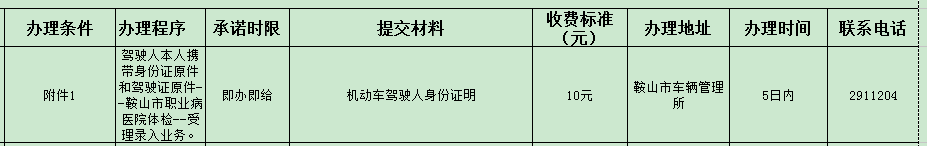 办理条件 办理程序 承诺时限 提交材料 收费标准（元） 办理地址 办理时间 联系电话
附件1
驾驶人本人携
带身份证原件
和驾驶证原件-
-鞍山市职业病
医院体检--受
理录入业务。
即办即给
机动车驾驶人身份证明
10元
鞍山市车辆管理
所
5日内
2911204